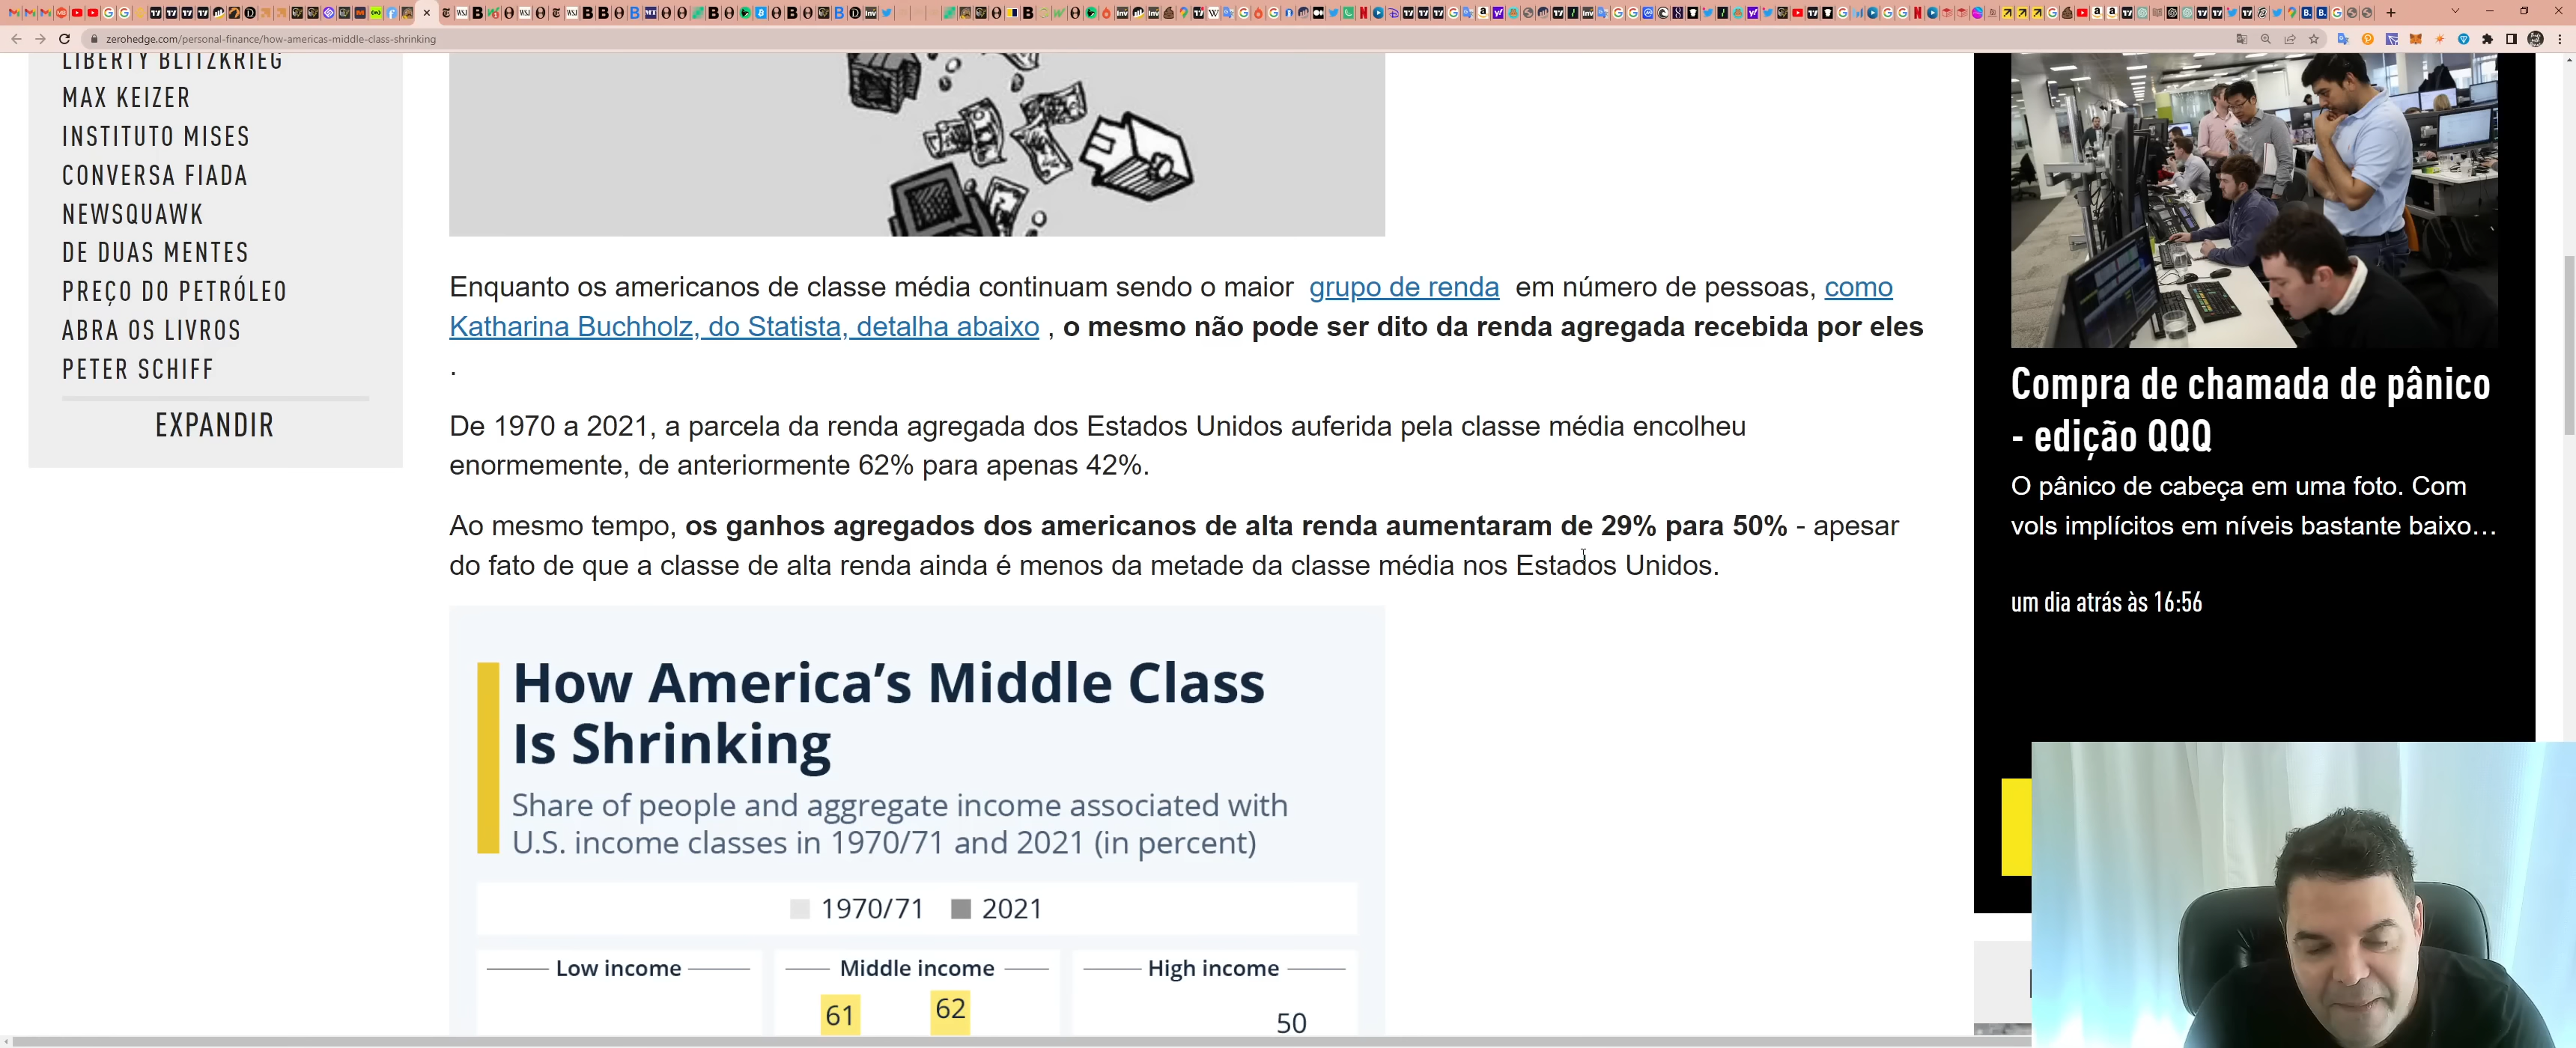 zerohedge.com/personal-finance/how-americas-middle-class-shrinking
LIBERTY BLITZKRIEG
MAX KEIZER
INSTITUTO MISES
CONVERSA FIADA
NEWSQUAWK
DE DUAS MENTES
PREÇO DO PETRÓLEO
ABRA OS LIVROS
PETER SCHIFF
EXPANDIR
Enquanto os americanos de classe média continuam sendo o maior grupo de renda em número de pessoas, como
Katharina Buchholz, do Statista, detalha abaixo , o mesmo não pode ser dito da renda agregada recebida por eles
.
De 1970 a 2021, a parcela da renda agregada dos Estados Unidos auferida pela classe média encolheu
enormemente, de anteriormente 62% para apenas 42%.
Ao mesmo tempo, os ganhos agregados dos americanos de alta renda aumentaram de 29% para 50% - apesar
do fato de que a classe de alta renda ainda é menos da metade da classe média nos Estados Unidos.
How America's Middle Class
Is Shrinking
Share of people and aggregate income associated with
U.S. income classes in 1970/71 and 2021 (in percent)
1970/71 2021
Low income Middle income High income
61 62 50
Compra de chamada de pânico
- edição QQQ
O pânico de cabeça em uma foto. Com
vols implícitos em níveis bastante baixo...
um dia atrás às 16:56